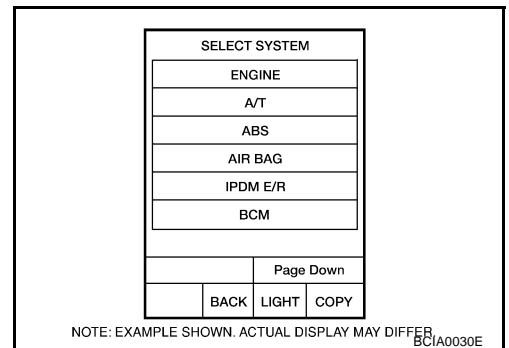 SELECT SYSTEM
ENGINE
A/T
ABS
AIR BAG
IPDM E/R
BCM
Page Down
BACK LIGHT COPY
NOTE: EXAMPLE SHOWN. ACTUAL DISPLAY MAY DIFFER.
BCIA0030E